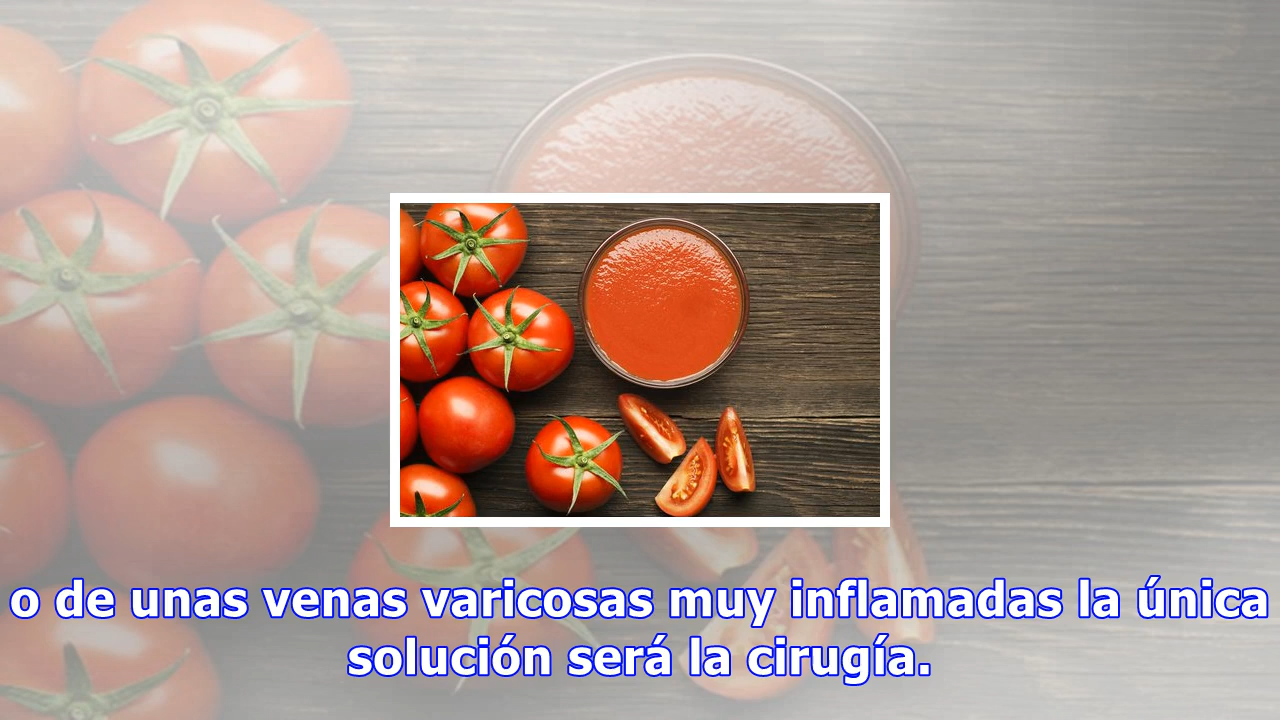 o de unas venas varicosas muy inflamadas la única
solución será la cirugía.